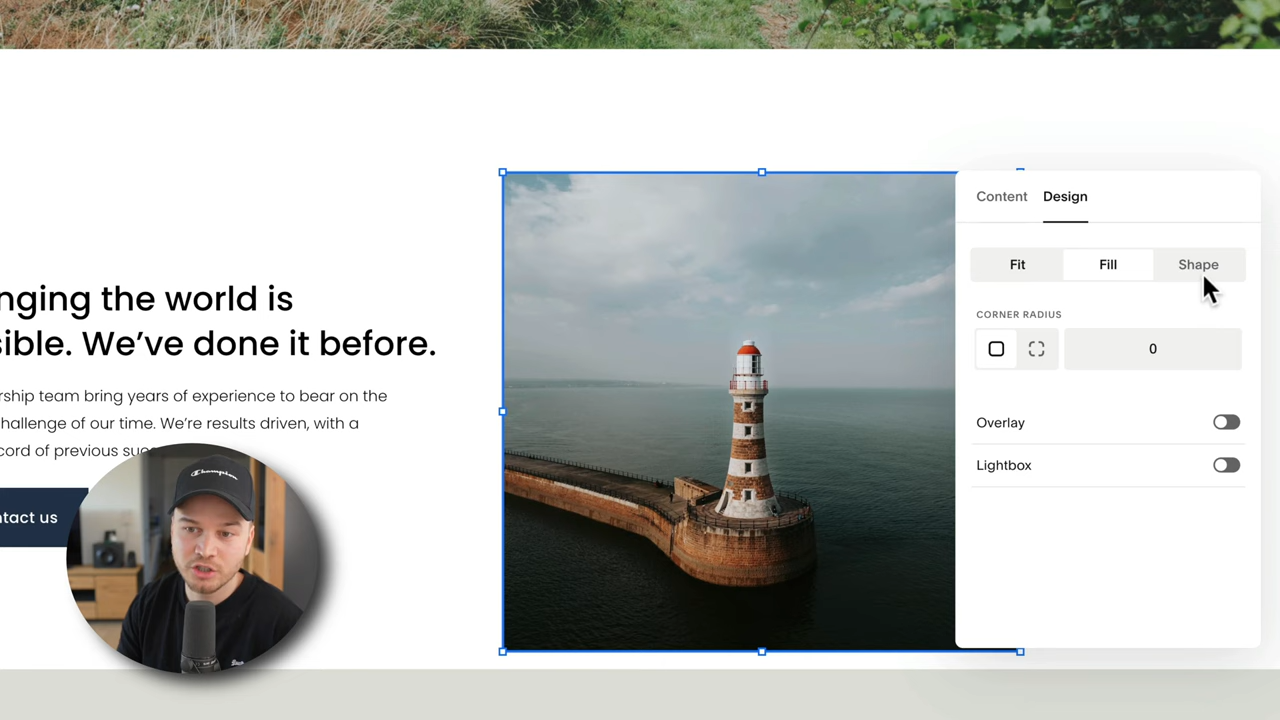 nging the world is
sible. We’ve done it before.
rship team bring years of experience to bear on the
hallenge of our time. We’re results driven, with a
cord of previous suc
ntact us
Champion
Content Design
Fit Fill Shape
CORNER RADIUS
0
Overlay
Lightbox